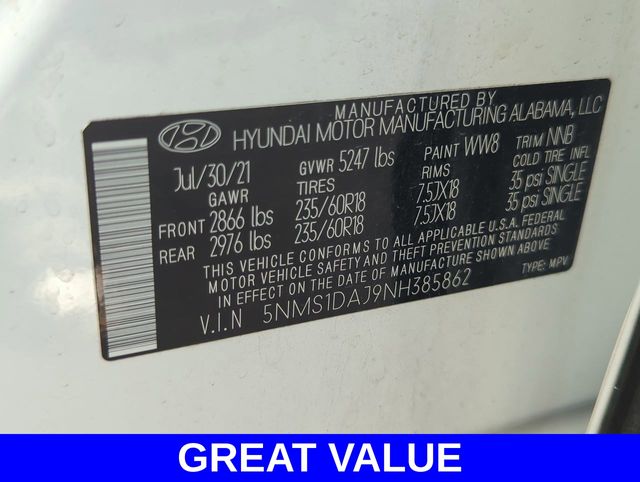 MANUFACTURED BY
HYUNDAI MOTOR MANUFACTURING ALABAMA, LLC
Jul/30/21 GVWR 5247 lbs PAINT WW8 TRIM NNB
GAWR TIRES RIMS COLD TIRE INFL
FRONT 2866 lbs 235/60R18 7.5JX18 35 psi SINGLE
REAR 2976 lbs 235/60R18 7.5JX18 35 psi SINGLE
THIS VEHICLE CONFORMS TO ALL APPLICABLE U.S.A. FEDERAL
MOTOR VEHICLE SAFETY AND THEFT PREVENTION STANDARDS
IN EFFECT ON THE DATE OF MANUFACTURE SHOWN ABOVE
V.I.N 5NMS1DAJ9NH385862 TYPE: MPV
GREAT VALUE